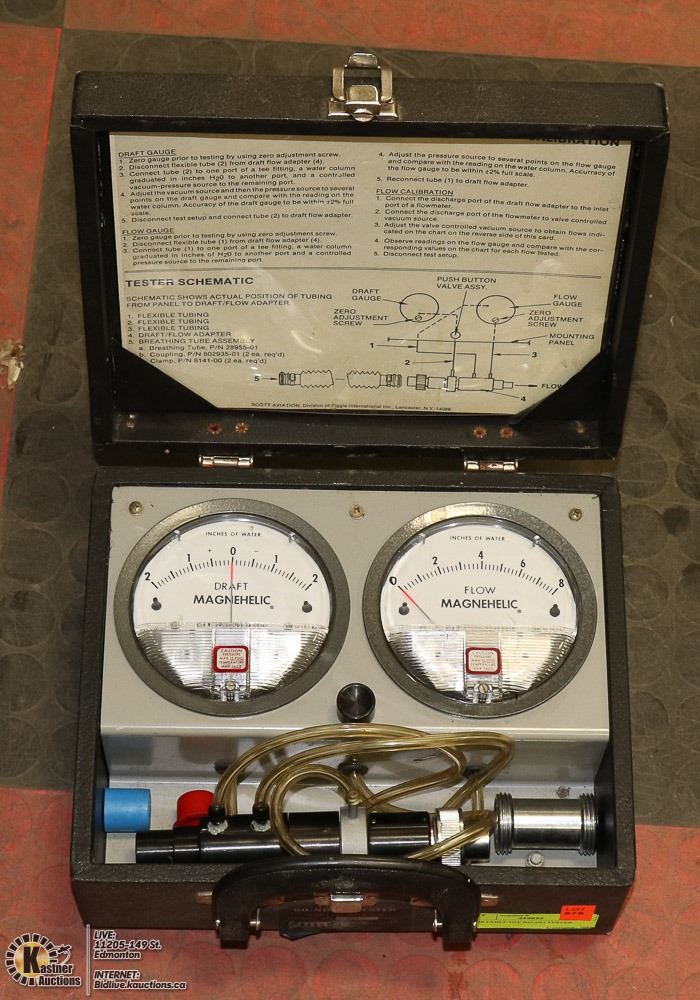 CALIBRATION
DRAFT GAUGE
1. Zero gauge prior to testing by using zero adjustment screw.
2. Disconnect flexible tube (2) from draft flow adapter (4).
3. Connect tube (2) to one port of a tee fitting, a water column
graduated in inches H2O to another port, and a controlled
vacuum-pressure source to the remaining port.
4. Adjust the vacuum source and then the pressure source to several
points on the draft gauge and compare with the reading on the
water column. Accuracy of the draft gauge to be within ±2% full
scale.
5. Disconnect test setup and connect tube (2) to draft flow adapter.
FLOW GAUGE
1. Zero gauge prior to testing by using zero adjustment screw.
2. Disconnect flexible tube (1) from draft flow adapter (4).
3. Connect tube (1) to one port of a tee fitting, a water column
graduated in inches of H2O to another port and a controlled
pressure source to the remaining port.
4. Adjust the pressure source to several points on the flow gauge
and compare with the reading on the water column. Accurracy of
the flow gauge to be within ±2% full scale.
5. Reconnect tube (1) to draft flow adapter.
FLOW CALIBRATION
1. Connect the discharge port of the draft flow adapter to the inlet
port of a flowmeter.
2. Connect the discharge port of the flowmeter to valve controlled
vacuum source.
3. Adjust the valve controlled vacuum source to obtain flows indi-
cated on the chart on the reverse side of this card.
4. Observe readings on the flow gauge and compare with the cor-
responding values on the chart for each flow tested.
5. Disconnect test setup.
TESTER SCHEMATIC
SCHEMATIC SHOWS ACTUAL POSITION OF TUBING
FROM PANEL TO DRAFT/FLOW ADAPTER
1. FLEXIBLE TUBING
2. FLEXIBLE TUBING
3. FLEXIBLE TUBING
4. DRAFT/FLOW ADAPTER
5. BREATHING TUBE ASSEMBLY
a. Breathing Tube, P/N 28955-01
b. Coupling, P/N 802935-01 (2 ea. req'd)
c. Clamp, P/N 8141-00 (2 ea. req'd)
PUSH BUTTON
VALVE ASSY.
DRAFT
GAUGE
FLOW
GAUGE
ZERO
ADJUSTMENT
SCREW
ZERO
ADJUSTMENT
SCREW
MOUNTING
PANEL
1
2
3
5
4
FLOW
SCOTT AVIATION, Division of Figgie International Inc., Lancaster, N.Y. 14086
INCHES OF WATER
2 1 + 0 - 1 2
DRAFT
MAGNEHELIC
CAUTION
INCHES OF WATER
0 2 4 6 8
FLOW
MAGNEHELIC
CAUTION
LOT
Kastner
Auctions
LIVE:
11205-149 St.
Edmonton
INTERNET:
Bidlive.kauctions.ca